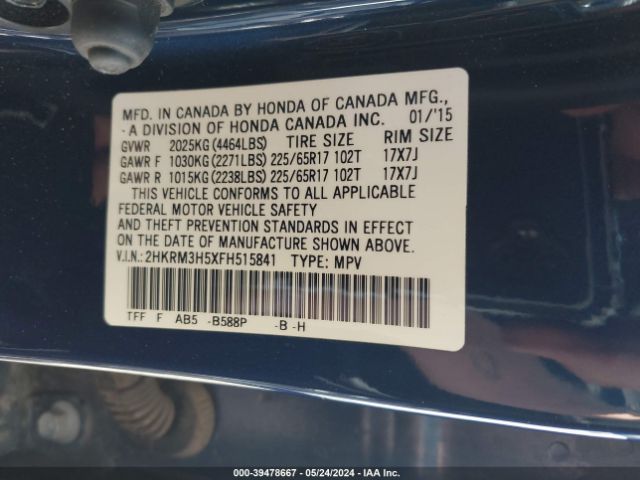 MFD. IN CANADA BY HONDA OF CANADA MFG.,
- A DIVISION OF HONDA CANADA INC. 01/'15
GVWR 2025KG(4464LBS) TIRE SIZE RIM SIZE
GAWR F 1030KG(2271LBS)225/65R17 102T 17X7J
GAWR R 1015KG(2238LBS)225/65R17 102T 17X7J
THIS VEHICLE CONFORMS TO ALL APPLICABLE
FEDERAL MOTOR VEHICLE SAFETY
AND THEFT PREVENTION STANDARDS IN EFFECT
ON THE DATE OF MANUFACTURE SHOWN ABOVE.
V.I.N.: 2HKRM3H5XFH515841 TYPE: MPV
TFF F AB5 -B588P -B -H
000-39478667 - 05/24/2024 - IAA Inc.